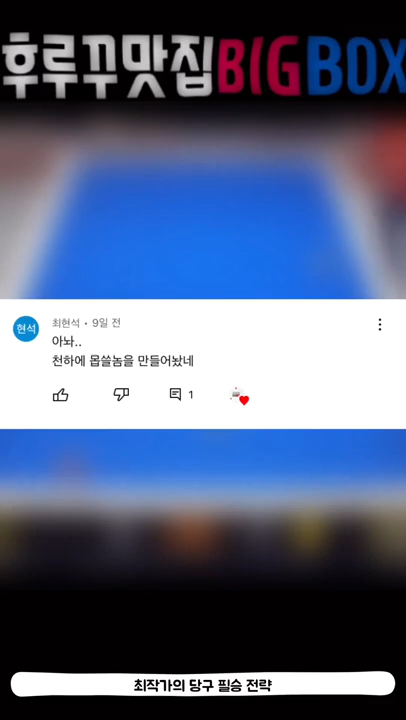 후루꾸맛집BIGBOX
현석
최현석 • 9일 전
아놔..
천하에 몹쓸놈을 만들어놨네
1
최작가의 당구 필승 전략